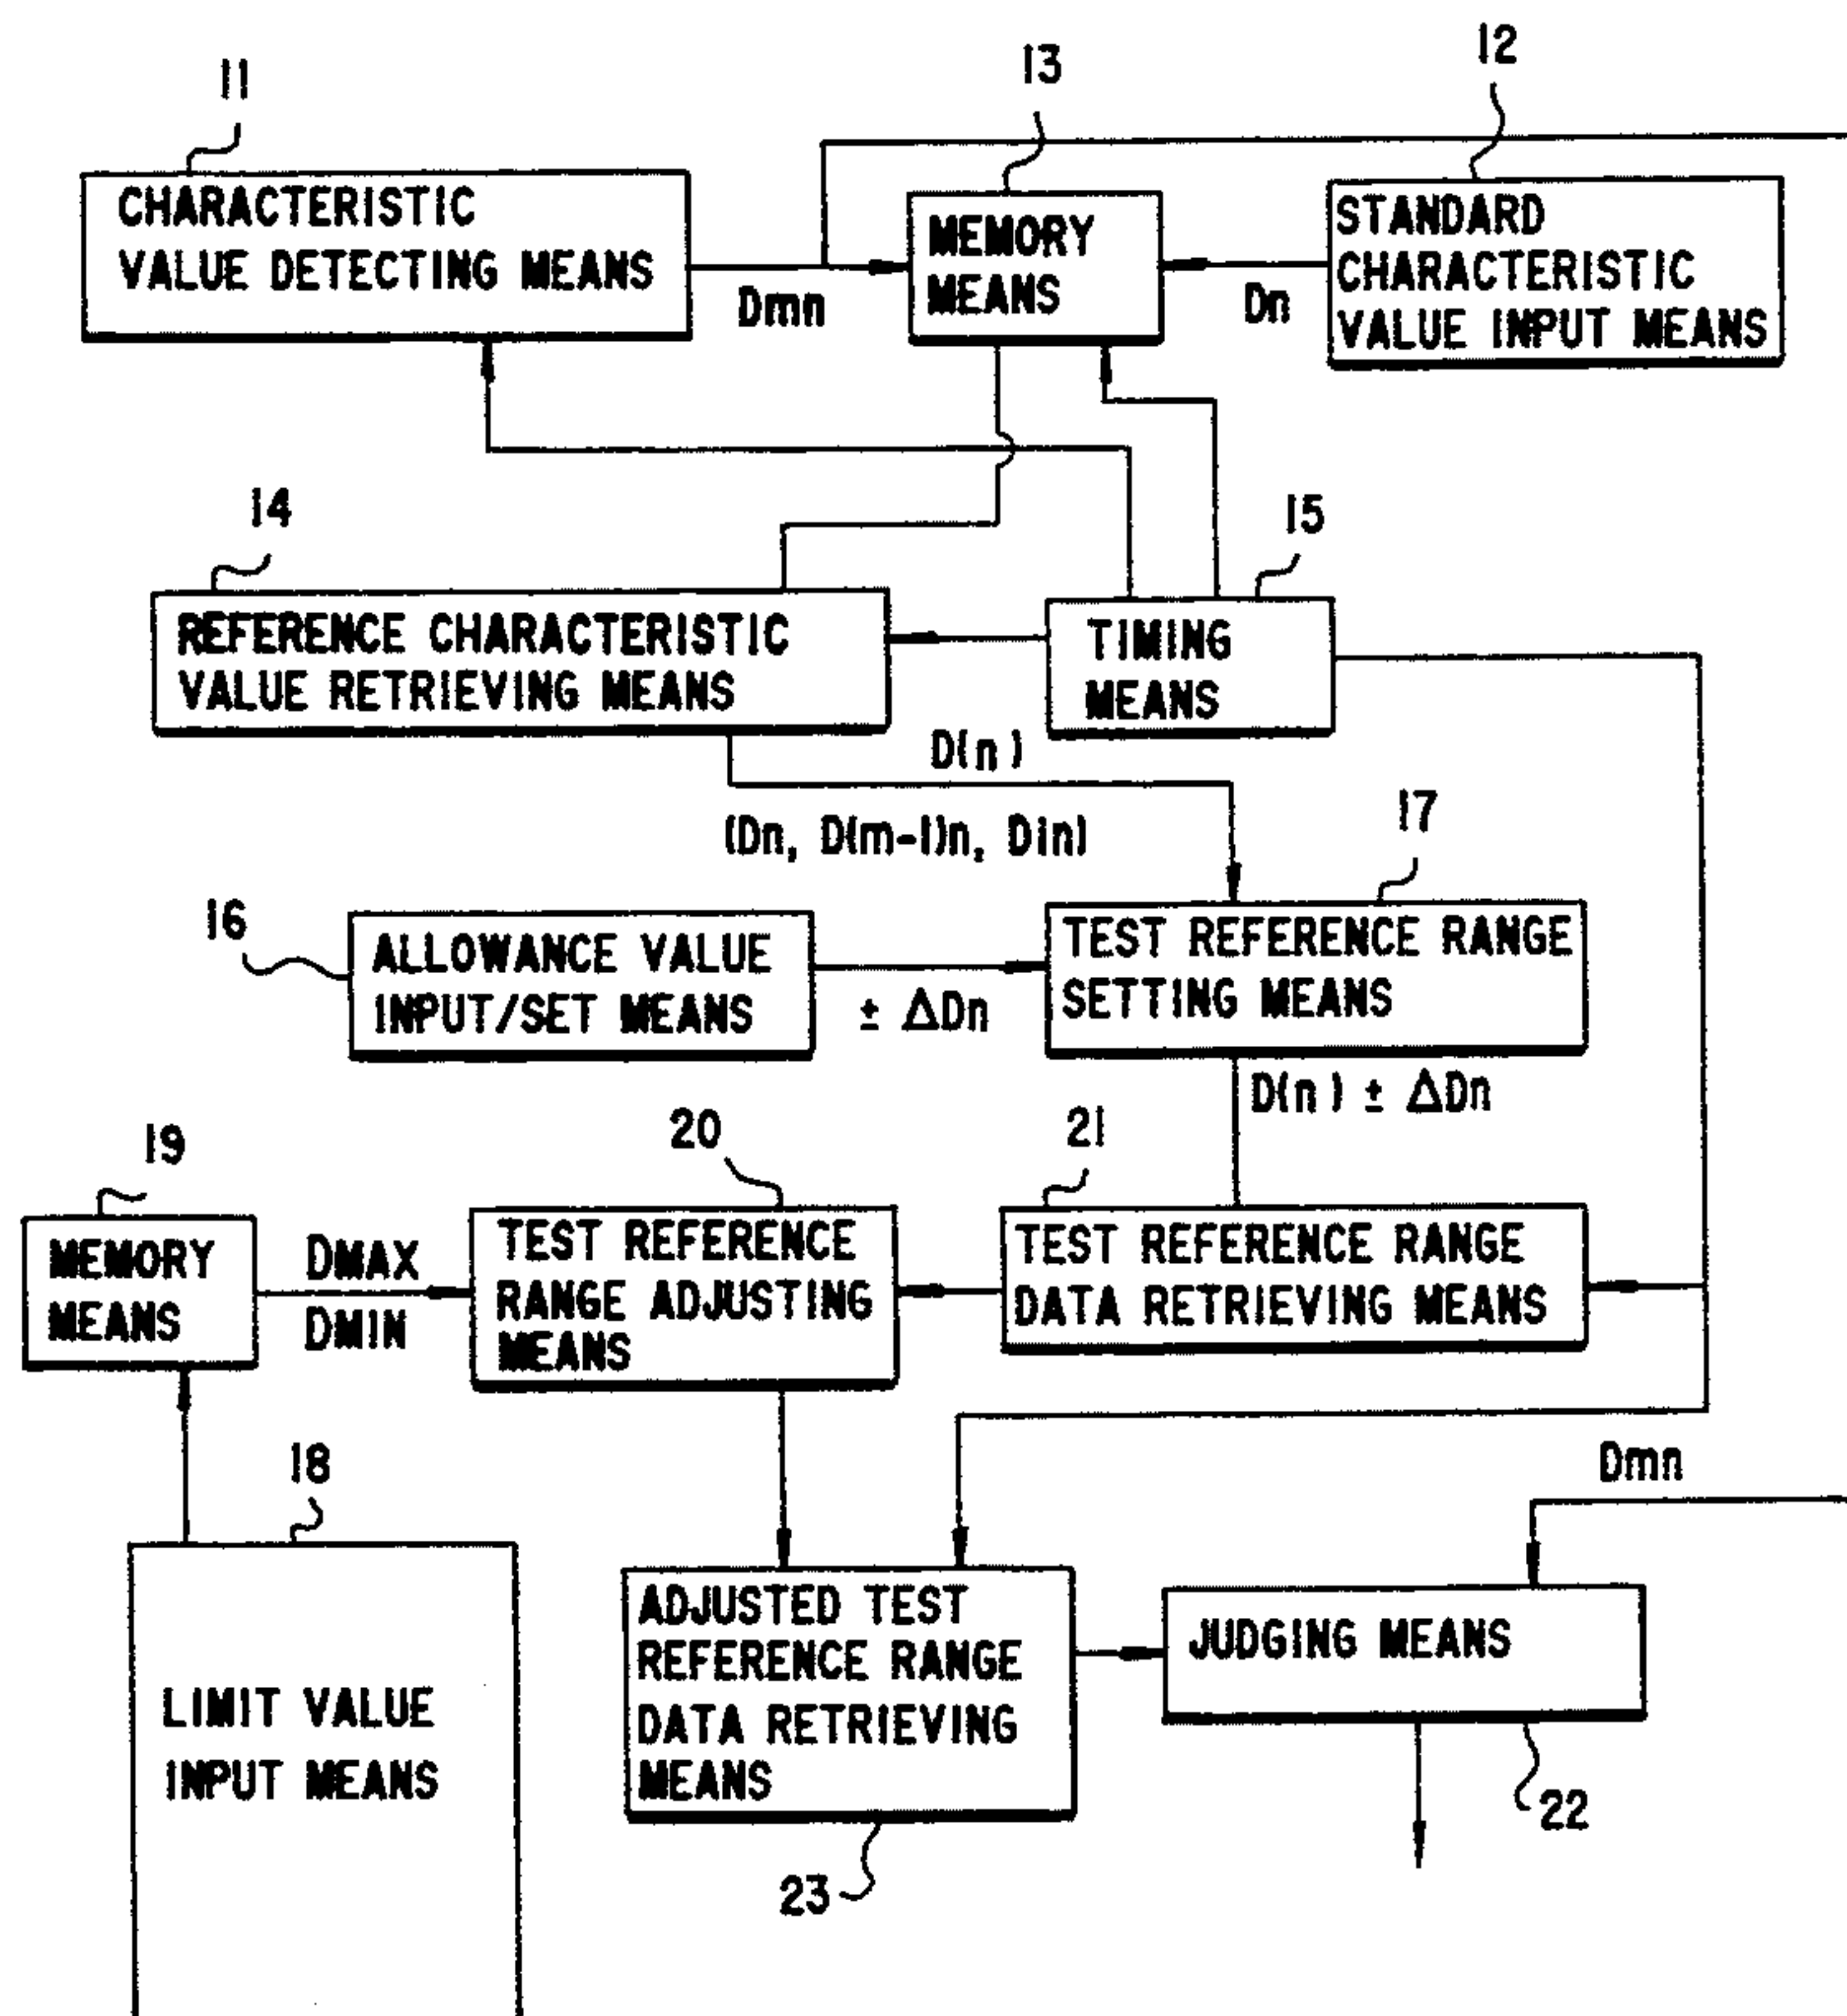 11
13
12
CHARACTERISTIC
VALUE DETECTING MEANS
Dmn
MEMORY
MEANS
Dn
STANDARD
CHARACTERISTIC
VALUE INPUT MEANS
14
15
REFERENCE CHARACTERISTIC
VALUE RETRIEVING MEANS
TIMING
MEANS
D(n)
(Dn, D(m-1)n, Din)
17
16
ALLOWANCE VALUE
INPUT/SET MEANS
± ΔDn
TEST REFERENCE RANGE
SETTING MEANS
D(n) ± ΔDn
19
20
21
MEMORY
MEANS
DMAX
DMIN
TEST REFERENCE
RANGE ADJUSTING
MEANS
TEST REFERENCE RANGE
DATA RETRIEVING MEANS
18
Dmn
LIMIT VALUE
INPUT MEANS
ADJUSTED TEST
REFERENCE RANGE
DATA RETRIEVING
MEANS
JUDGING MEANS
22
23